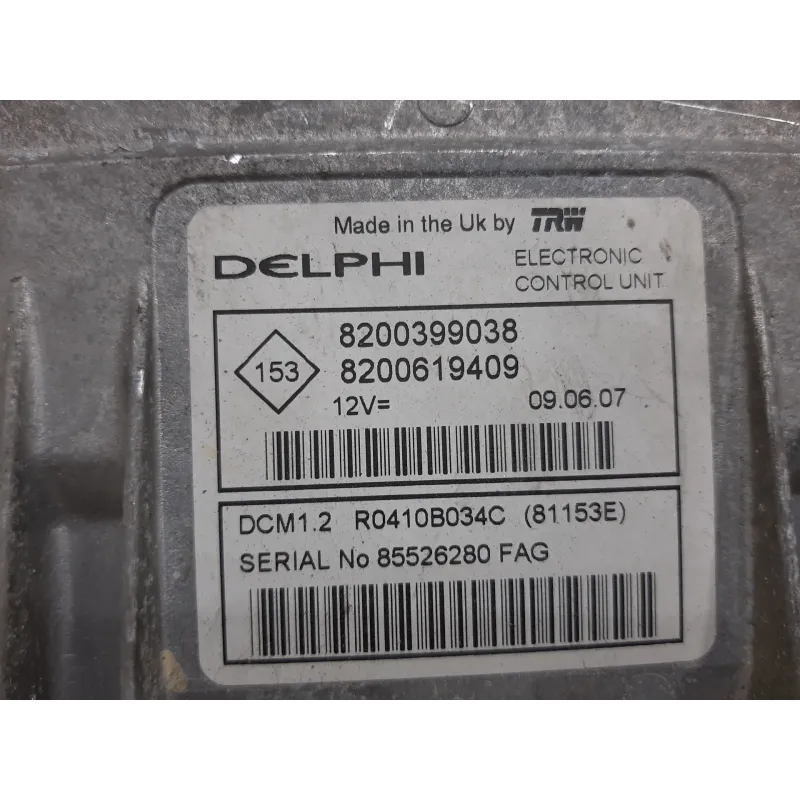 Made in the Uk by TRW
DELPHI
ELECTRONIC
CONTROL UNIT
8200399038
153
8200619409
12V= 09.06.07
DCM1.2 R0410B034C (81153E)
SERIAL No 85526280 FAG